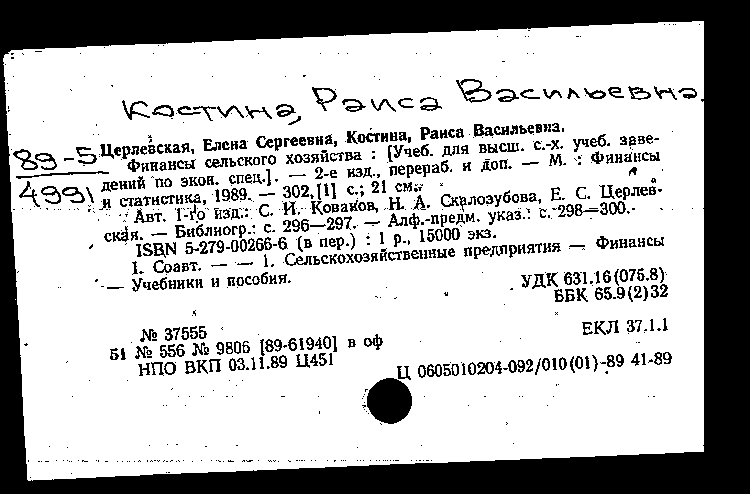 Костина, Раиса Васильевна.
89-5
4991
Церлевская, Елена Сергеевна, Костина, Раиса Васильевна.
Финансы сельского хозяйства : [Учеб. для высш. с.-х. учеб. заве-
дений по экон. спец.]. — 2-е изд., перераб. и доп. — М. : Финансы
и статистика, 1989. — 302,[1] с.; 21 см.
Авт. 1-го изд.: С. И. Кованов, Н. А. Скалозубова, Е. С. Церлев-
ская. — Библиогр.: с. 296—297. — Алф.-предм. указ.: с. 298—300.
ISBN 5-279-00266-6 (в пер.) : 1 р., 15000 экз.
I. Соавт. — — 1. Сельскохозяйственные предприятия — Финансы
— Учебники и пособия.
УДК 631.16(075.8)
ББК 65.9(2)32
№ 37555
51 № 556 № 9806 [89-61940] в оф
НПО ВКП 03.11.89 Ц451
ЕКЛ 37.1.1
Ц 0605010204-092/010(01)-89 41-89